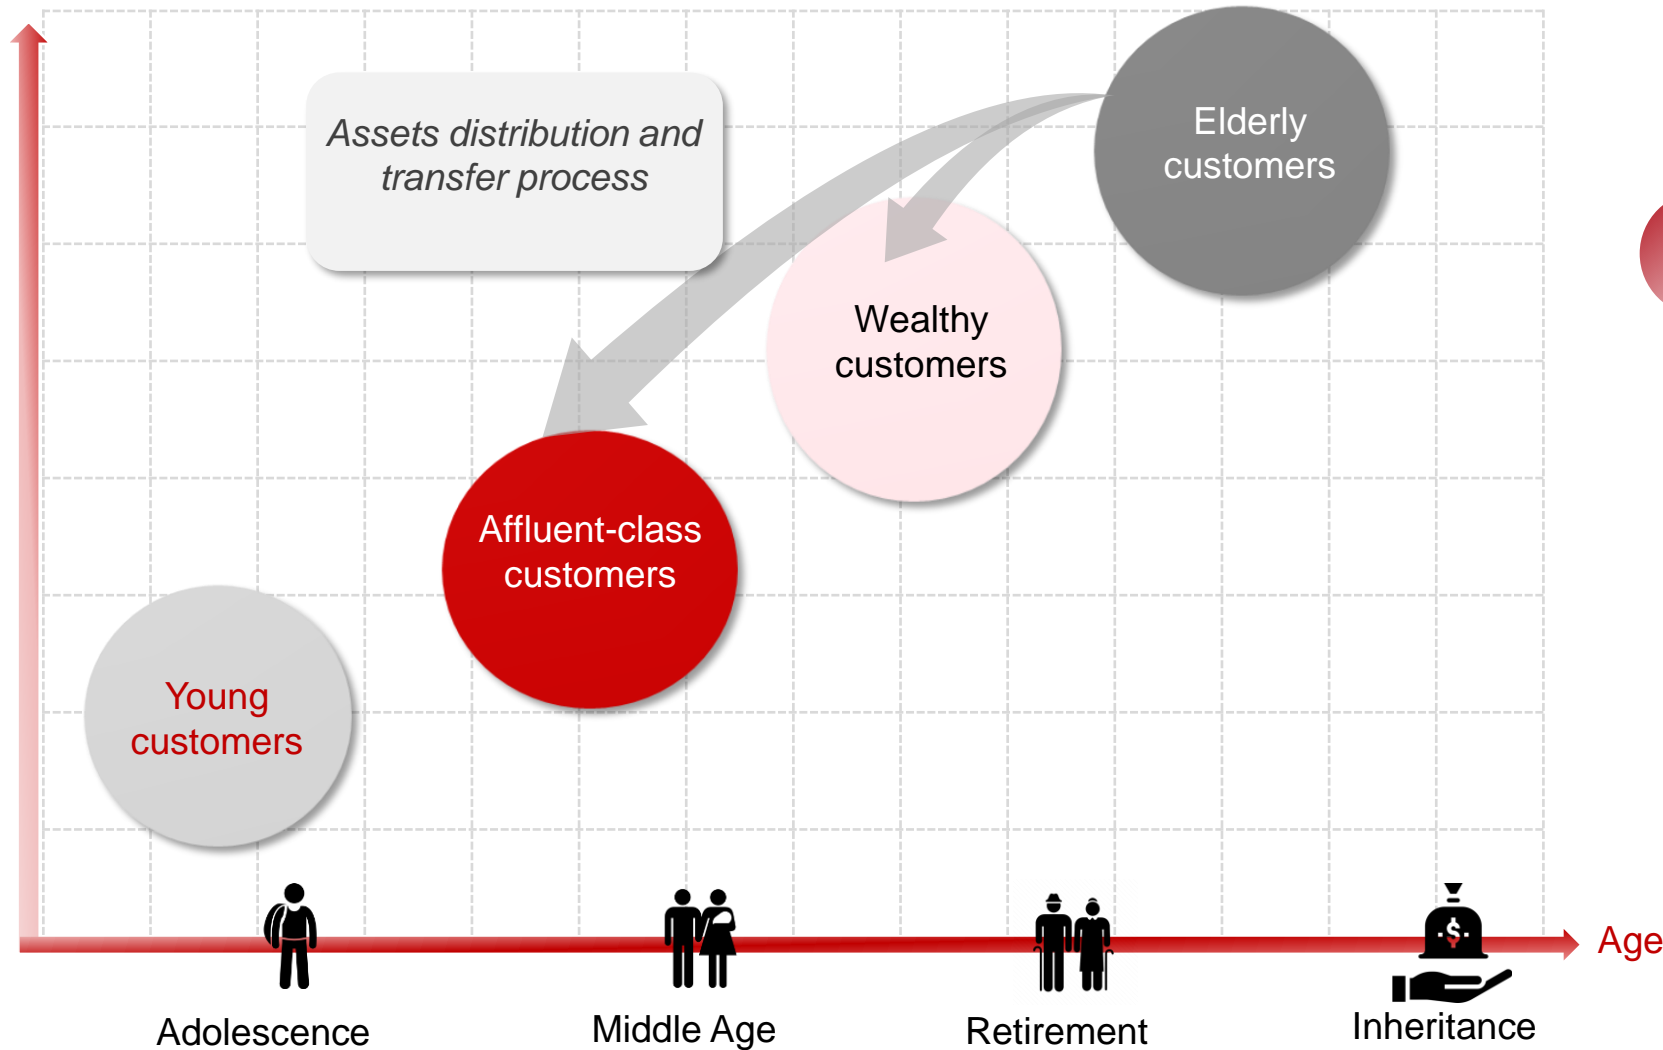 Assets distribution and
transfer process
Elderly
customers
Wealthy
customers
Affluent-class
customers
Young
customers
$
Age
Adolescence
Middle Age
Retirement
Inheritance